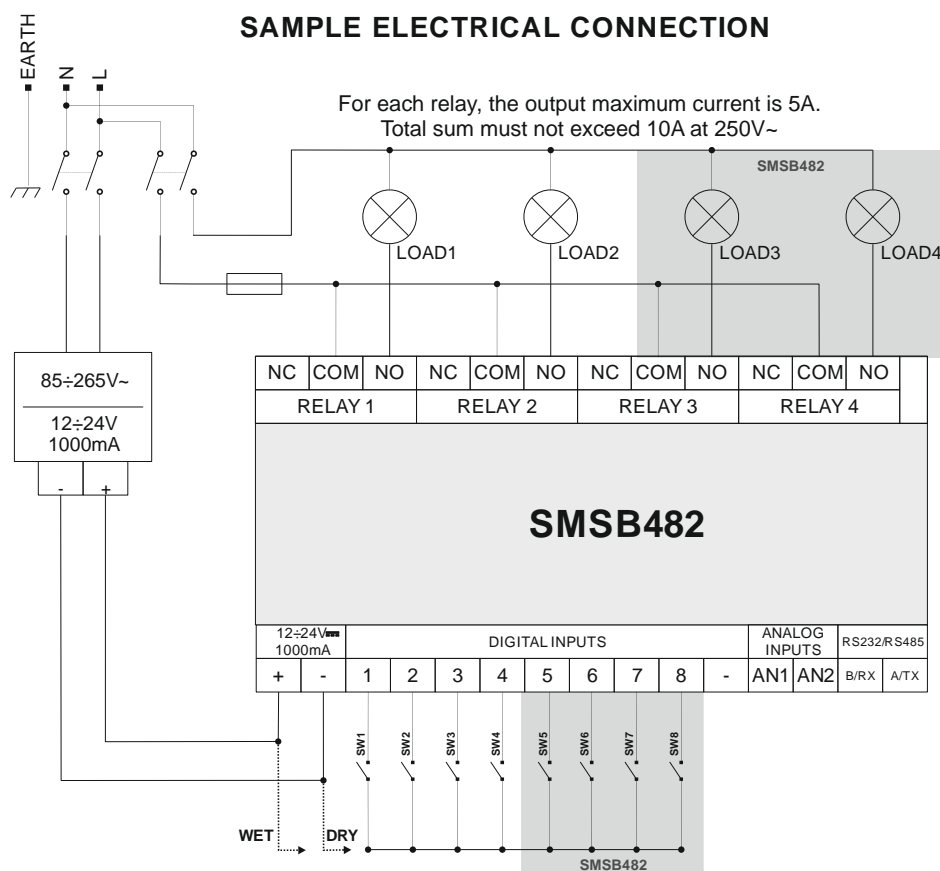 SAMPLE ELECTRICAL CONNECTION
EARTH
N
L
For each relay, the output maximum current is 5A.
Total sum must not exceed 10A at 250V~
SMSB482
LOAD1
LOAD2
LOAD3
LOAD4
85÷265V~
12÷24V
1000mA
- +
NC COM NO NC COM NO NC COM NO NC COM NO
RELAY 1 RELAY 2 RELAY 3 RELAY 4
SMSB482
12÷24V⎓
1000mA
DIGITAL INPUTS
ANALOG
INPUTS
RS232/RS485
+ - 1 2 3 4 5 6 7 8 - AN1 AN2 B/RX A/TX
SW1 SW2 SW3 SW4 SW5 SW6 SW7 SW8
WET DRY
SMSB482